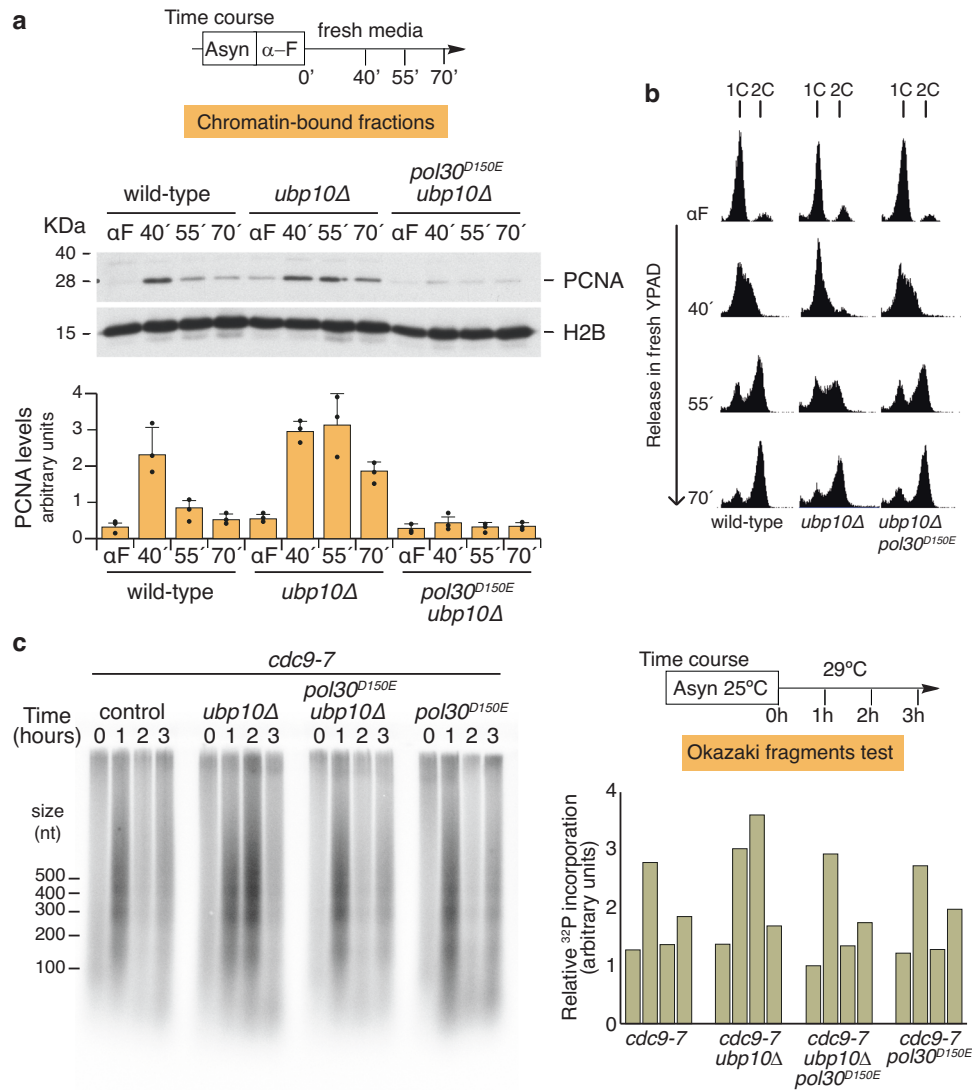 a
Time course
Asyn α–F fresh media
0' 40' 55' 70'
Chromatin-bound fractions
wild-type ubp10Δ pol30D150E ubp10Δ
KDa αF 40´ 55´ 70´ αF 40´ 55´ 70´ αF 40´ 55´ 70´
40
28 PCNA
15 H2B
PCNA levels
arbitrary units
4
3
2
1
0
αF 40´ 55´ 70´ αF 40´ 55´ 70´ αF 40´ 55´ 70´
wild-type ubp10Δ pol30D150E
ubp10Δ
b
1C 2C 1C 2C 1C 2C
αF
40´
55´
70´
Release in fresh YPAD
wild-type ubp10Δ ubp10Δ
pol30D150E
c
cdc9-7
control ubp10Δ pol30D150E ubp10Δ pol30D150E
Time
(hours) 0 1 2 3 0 1 2 3 0 1 2 3 0 1 2 3
size
(nt)
500
400
300
200
100
Time course
Asyn 25ºC 29ºC
0h 1h 2h 3h
Okazaki fragments test
Relative 32P incorporation
(arbitrary units)
4
3
2
1
0
cdc9-7 cdc9-7 cdc9-7 cdc9-7
ubp10Δ ubp10Δ pol30D150E
pol30D150E